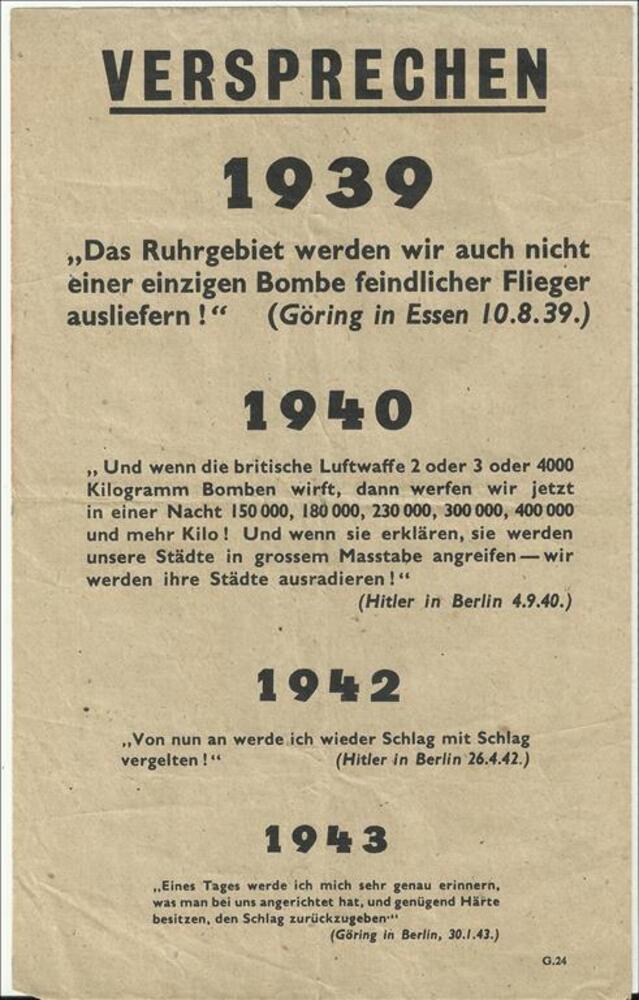 VERSPRECHEN
1939
„Das Ruhrgebiet werden wir auch nicht
einer einzigen Bombe feindlicher Flieger
ausliefern !“ (Göring in Essen 10.8.39.)
1940
„ Und wenn die britische Luftwaffe 2 oder 3 oder 4000
Kilogramm Bomben wirft, dann werfen wir jetzt
in einer Nacht 150 000, 180 000, 230 000, 300 000, 400 000
und mehr Kilo ! Und wenn sie erklären, sie werden
unsere Städte in grossem Masstabe angreifen — wir
werden ihre Städte ausradieren ! “
(Hitler in Berlin 4.9.40.)
1942
„Von nun an werde ich wieder Schlag mit Schlag
vergelten ! “ (Hitler in Berlin 26.4.42.)
1943
„Eines Tages werde ich mich sehr genau erinnern,
was man bei uns angerichtet hat, und genügend Härte
besitzen, den Schlag zurückzugeben.“
(Göring in Berlin, 30.1.43.)
G.24